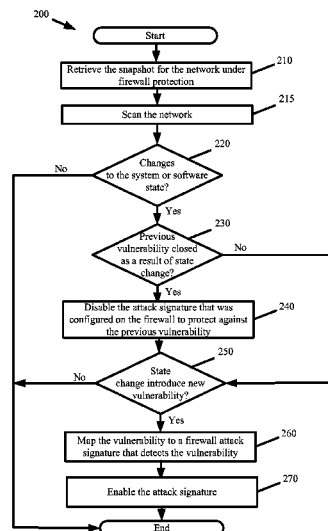 200
Start
Retrieve the snapshot for the network under
firewall protection
210
Scan the network
215
220
Changes
to the system or software
state?
No
Yes
230
Previous
vulnerability closed
as a result of state
change?
No
Yes
Disable the attack signature that was
configured on the firewall to protect against
the previous vulnerability
240
250
State
change introduce new
vulnerability?
No
Yes
Map the vulnerability to a firewall attack
signature that detects the vulnerability
260
Enable the attack signature
270
End